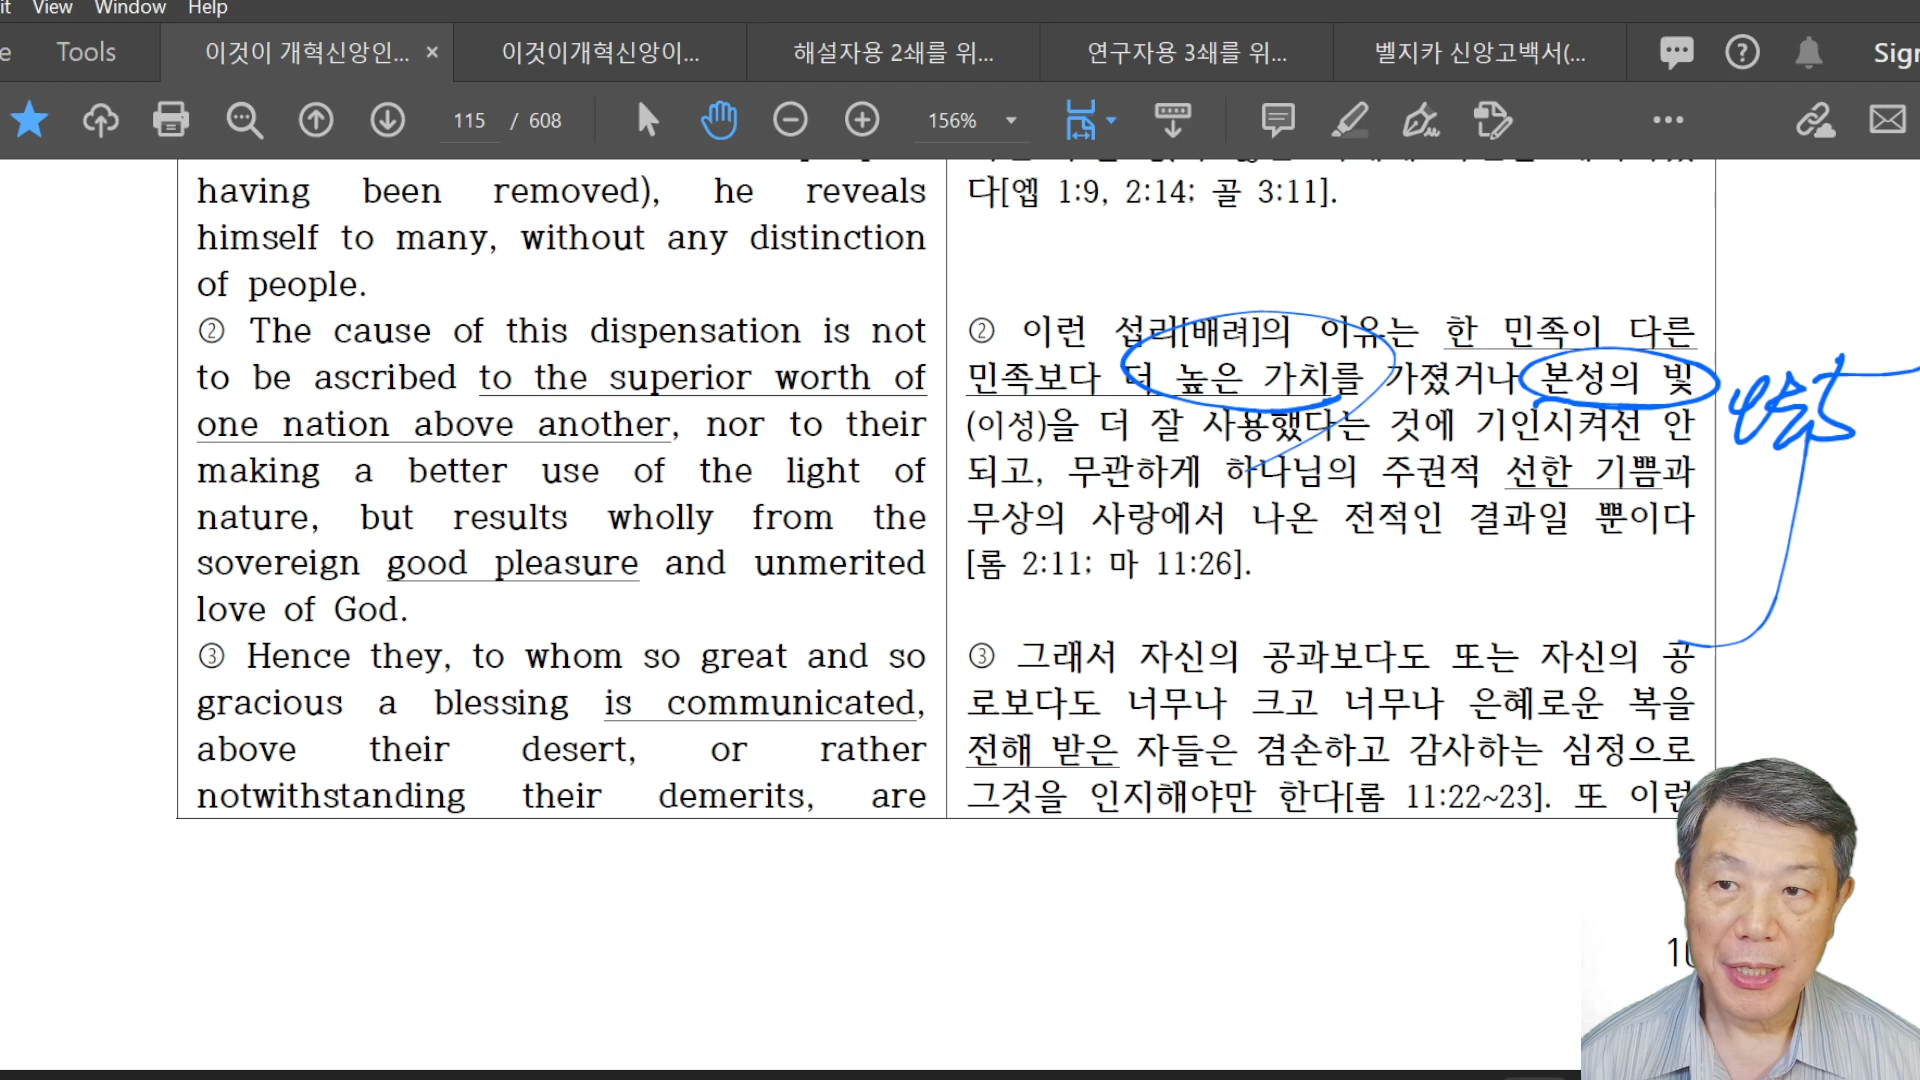 it View Window Help
e Tools 이것이 개혁신앙인... × 이것이개혁신앙이... 해설자용 2쇄를 위... 연구자용 3쇄를 위... 벨지카 신앙고백서(... Sign
115 / 608 156%
having been removed), he reveals
himself to many, without any distinction
of people.
② The cause of this dispensation is not
to be ascribed to the superior worth of
one nation above another, nor to their
making a better use of the light of
nature, but results wholly from the
sovereign good pleasure and unmerited
love of God.
③ Hence they, to whom so great and so
gracious a blessing is communicated,
above their desert, or rather
notwithstanding their demerits, are
다[엡 1:9, 2:14; 골 3:11].
② 이런 섭리[배려]의 이유는 한 민족이 다른
민족보다 더 높은 가치를 가졌거나 본성의 빛
(이성)을 더 잘 사용했다는 것에 기인시켜선 안
되고, 무관하게 하나님의 주권적 선한 기쁨과
무상의 사랑에서 나온 전적인 결과일 뿐이다
[롬 2:11; 마 11:26].
③ 그래서 자신의 공과보다도 또는 자신의 공
로보다도 너무나 크고 너무나 은혜로운 복을
전해 받은 자들은 겸손하고 감사하는 심정으로
그것을 인지해야만 한다[롬 11:22~23]. 또 이런